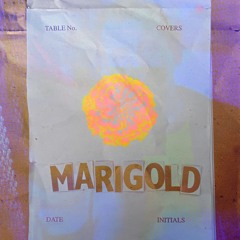 TABLE No. COVERS
MARIGOLD
DATE INITIALS